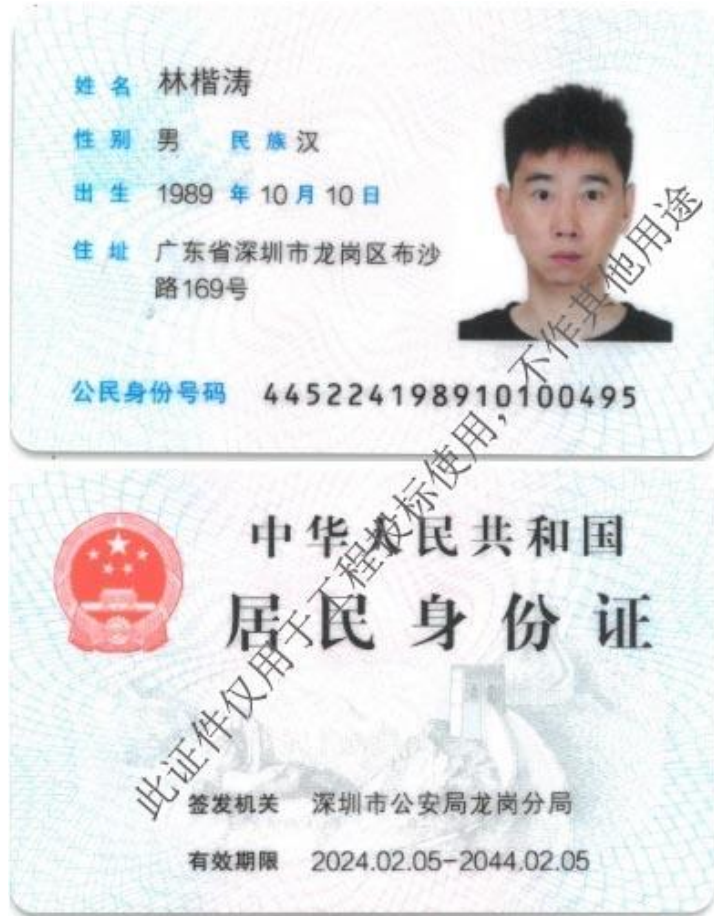 姓名 林楷涛
性别 男 民族 汉
出生 1989 年 10 月 10 日
住址 广东省深圳市龙岗区布沙
路169号
公民身份号码 445224198910100495
中华人民共和国
居民身份证
签发机关 深圳市公安局龙岗分局
有效期限 2024.02.05-2044.02.05
此证件仅用于工程投标使用，不作其他用途